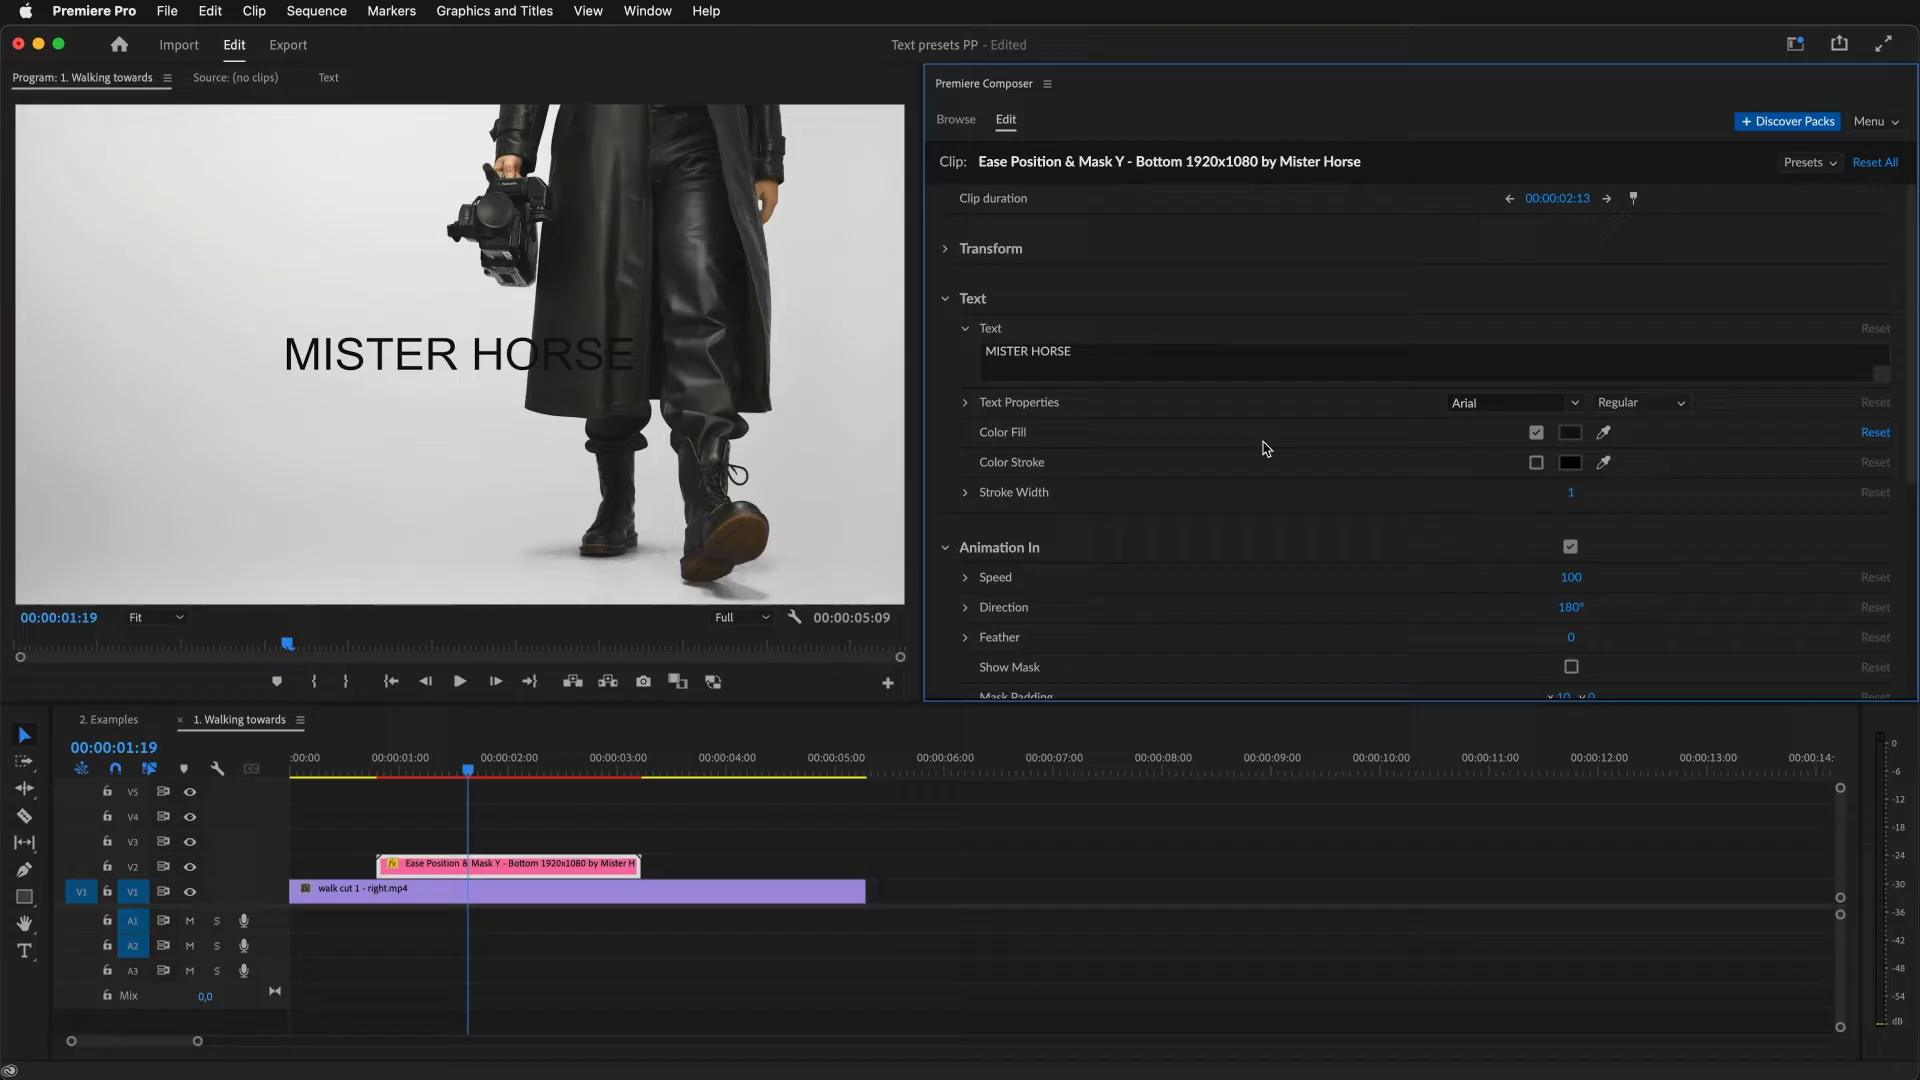 Premiere Pro File Edit Clip Sequence Markers Graphics and Titles View Window Help
Import Edit Export Text presets PP - Edited
Program: 1. Walking towards Source: (no clips) Text
MISTER HORSE
00:00:01:19 Fit Full 00:00:05:09
Premiere Composer
Browse Edit + Discover Packs Menu
Clip: Ease Position & Mask Y - Bottom 1920x1080 by Mister Horse Presets Reset All
Clip duration 00:00:02:13
Transform
Text
Text Reset
MISTER HORSE
Text Properties Arial Regular Reset
Color Fill Reset
Color Stroke Reset
Stroke Width 1 Reset
Animation In
Speed 100 Reset
Direction 180° Reset
Feather 0 Reset
Show Mask Reset
Mask Padding x 10 y 0 Reset
2. Examples × 1. Walking towards
00:00:01:19
:00:00 00:00:01:00 00:00:02:00 00:00:03:00 00:00:04:00 00:00:05:00 00:00:06:00 00:00:07:00 00:00:08:00 00:00:09:00 00:00:10:00 00:00:11:00 00:00:12:00 00:00:13:00 00:00:14:
V5
V4
V3
V2 fx Ease Position & Mask Y - Bottom 1920x1080 by Mister H
V1 V1 fx walk cut 1 - right.mp4
A1 M S
A2 M S
A3 M S
Mix 0,0
0
-6
-12
-18
-24
-30
-36
-42
-48
-54
dB